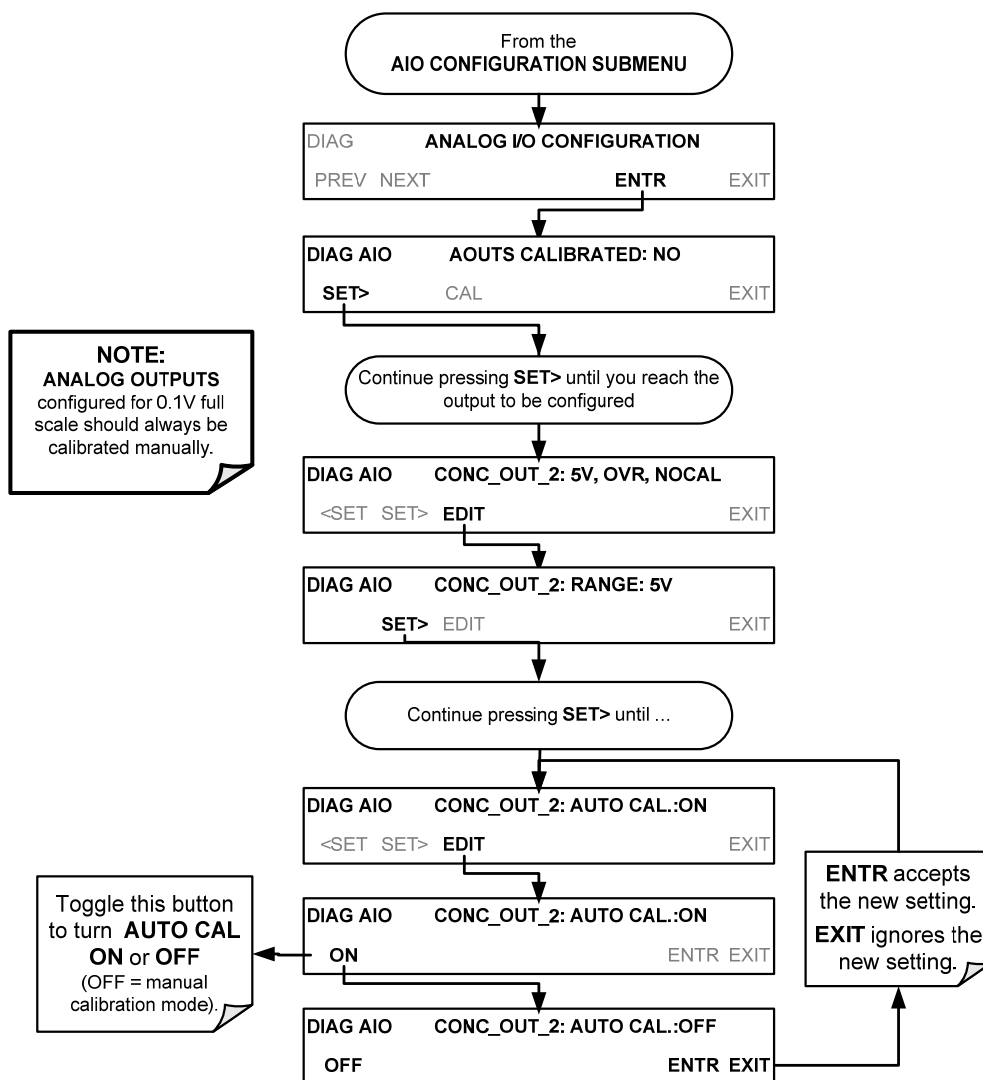 From the
AIO CONFIGURATION SUBMENU
DIAG ANALOG I/O CONFIGURATION
PREV NEXT ENTR EXIT
DIAG AIO AOUTS CALIBRATED: NO
SET> CAL EXIT
NOTE:
ANALOG OUTPUTS
configured for 0.1V full
scale should always be
calibrated manually.
Continue pressing SET> until you reach the
output to be configured
DIAG AIO CONC_OUT_2: 5V, OVR, NOCAL
<SET SET> EDIT EXIT
DIAG AIO CONC_OUT_2: RANGE: 5V
SET> EDIT EXIT
Continue pressing SET> until ...
DIAG AIO CONC_OUT_2: AUTO CAL.:ON
<SET SET> EDIT EXIT
Toggle this button
to turn AUTO CAL
ON or OFF
(OFF = manual
calibration mode).
DIAG AIO CONC_OUT_2: AUTO CAL.:ON
ON ENTR EXIT
ENTR accepts
the new setting.
EXIT ignores the
new setting.
DIAG AIO CONC_OUT_2: AUTO CAL.:OFF
OFF ENTR EXIT